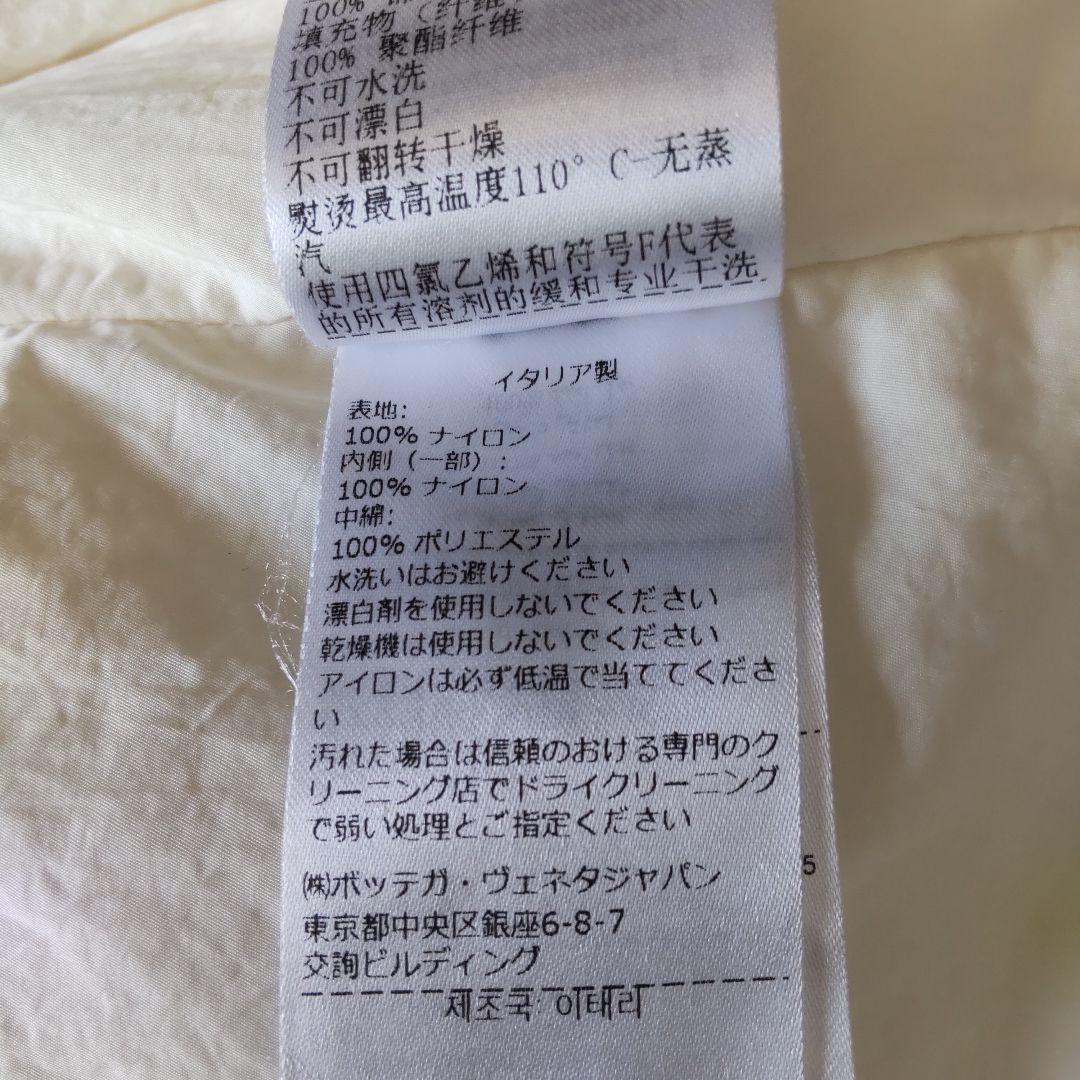 100%
填充物（纤维
100% 聚酯纤维
不可水洗
不可漂白
不可翻转干燥
熨烫最高温度110° C-无蒸
汽
使用四氯乙烯和符号F代表
的所有溶剂的缓和专业干洗
イタリア製
表地:
100% ナイロン
内側（一部）:
100% ナイロン
中綿:
100% ポリエステル
水洗いはお避けください
漂白剤を使用しないでください
乾燥機は使用しないでください
アイロンは必ず低温で当ててくださ
い
汚れた場合は信頼のおける専門のク
リーニング店でドライクリーニング
で弱い処理とご指定ください
㈱ボッテガ・ヴェネタジャパン
5
東京都中央区銀座6-8-7
交詢ビルディング
제조국: 이태리